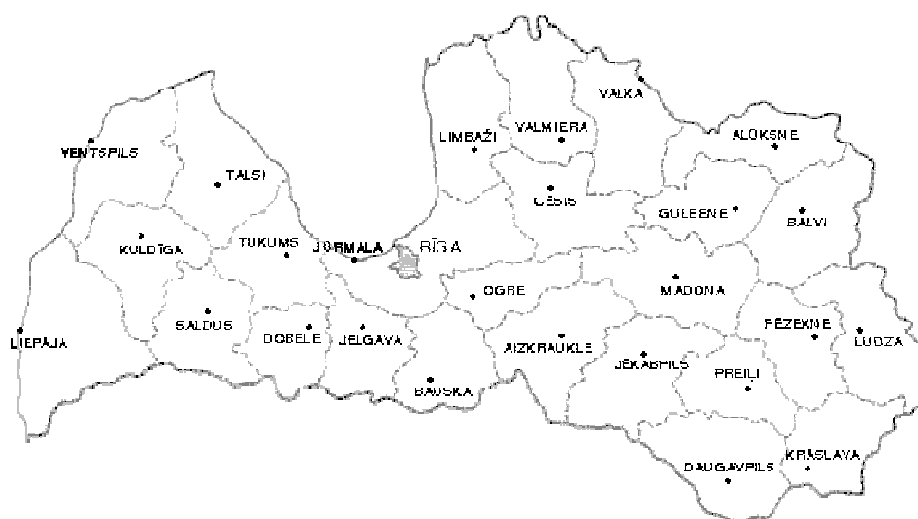 VALKA
LIMBAŽI
VALMIERA
ALŪKSNE
VENTSPILS
TALSI
CĒSIS
GULBENE
BALVI
KULDĪGA
TUKUMS
JŪRMALA
RĪGA
OGRE
MADONA
SALDUS
DOBELE
JELGAVA
LIEPĀJA
AIZKRAUKLE
RĒZEKNE
LUDZA
JĒKABPILS
PREIĻI
BAUSKA
DAUGAVPILS
KRĀSLAVA